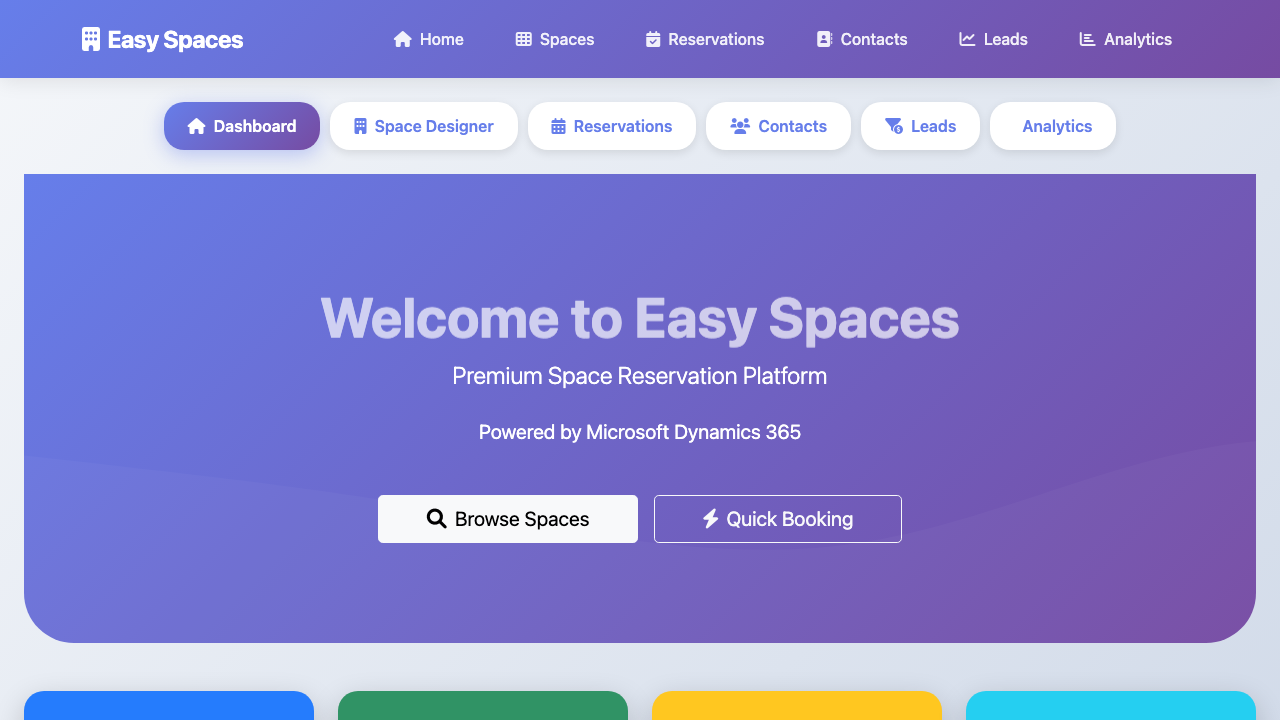 Easy Spaces
Home
Spaces
Reservations
Contacts
Leads
Analytics
Dashboard
Space Designer
Reservations
Contacts
Leads
Analytics
Welcome to Easy Spaces
Premium Space Reservation Platform
Powered by Microsoft Dynamics 365
Browse Spaces
Quick Booking